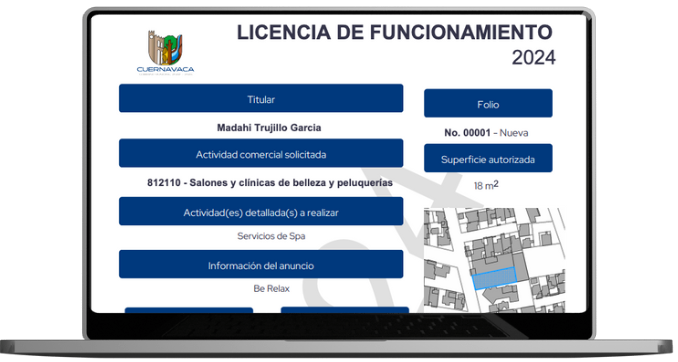 LICENCIA DE FUNCIONAMIENTO
2024
CUERNAVACA
Titular
Folio
Madahi Trujillo Garcia
No. 00001 - Nueva
Actividad comercial solicitada
Superficie autorizada
812110 - Salones y clínicas de belleza y peluquerías
18 m2
Actividad(es) detallada(s) a realizar
Servicios de Spa
Información del anuncio
Be Relax